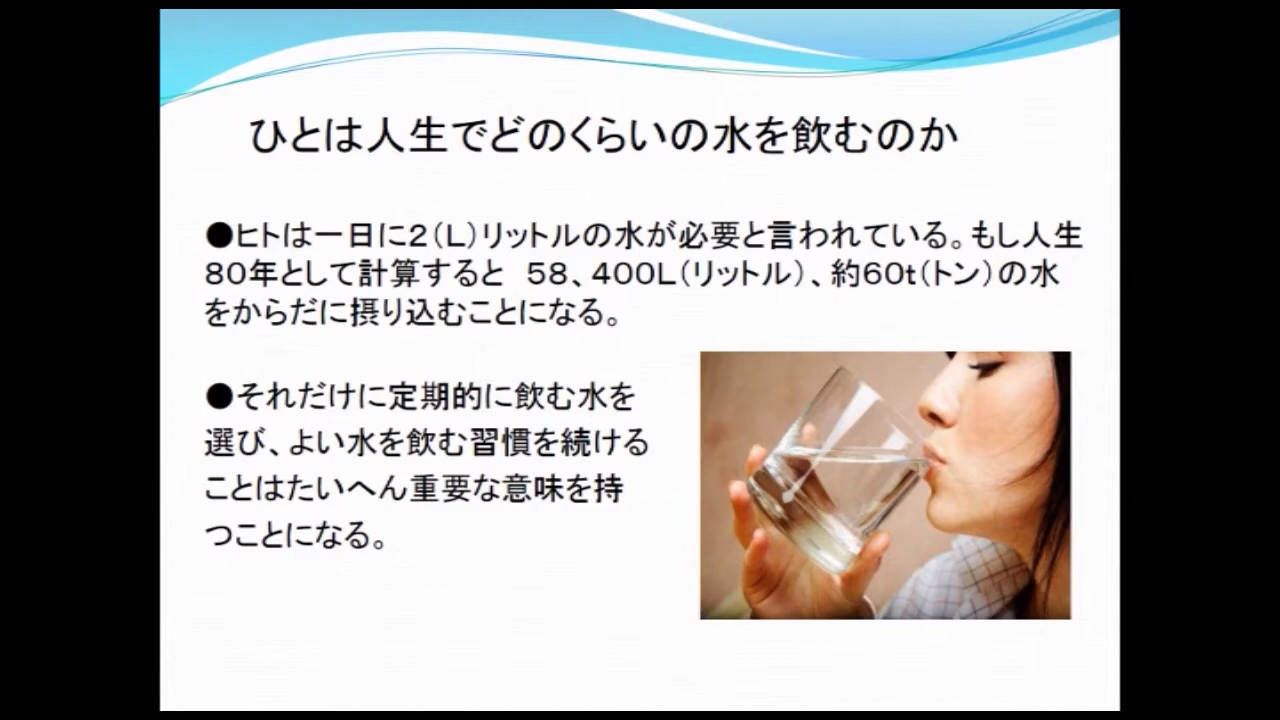 ひとは人生でどのくらいの水を飲むのか
●ヒトは一日に2(L)リットルの水が必要と言われている。もし人生
80年として計算すると　58、400L(リットル)、約60t(トン)の水
をからだに摂り込むことになる。
●それだけに定期的に飲む水を
選び、よい水を飲む習慣を続ける
ことはたいへん重要な意味を持
つことになる。